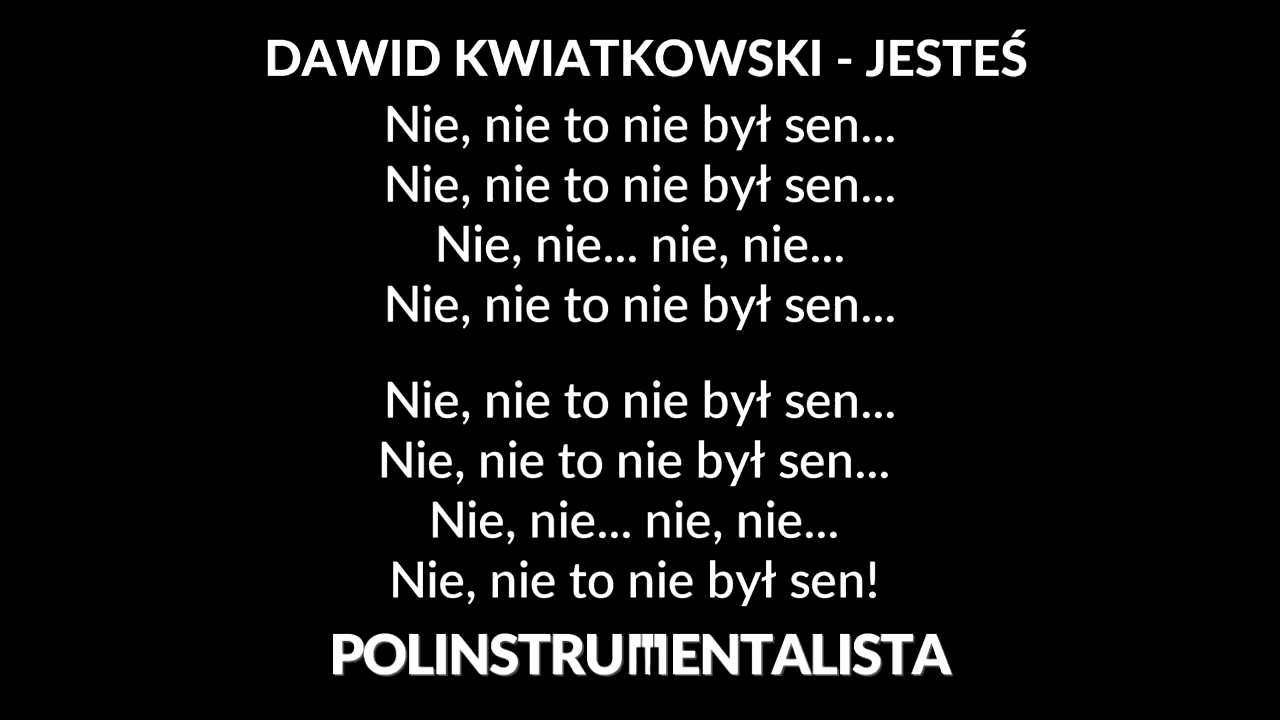 DAWID KWIATKOWSKI - JESTEŚ
Nie, nie to nie był sen...
Nie, nie to nie był sen...
Nie, nie... nie, nie...
Nie, nie to nie był sen...
Nie, nie to nie był sen...
Nie, nie to nie był sen...
Nie, nie... nie, nie...
Nie, nie to nie był sen!
POLINSTRUMENTALISTA